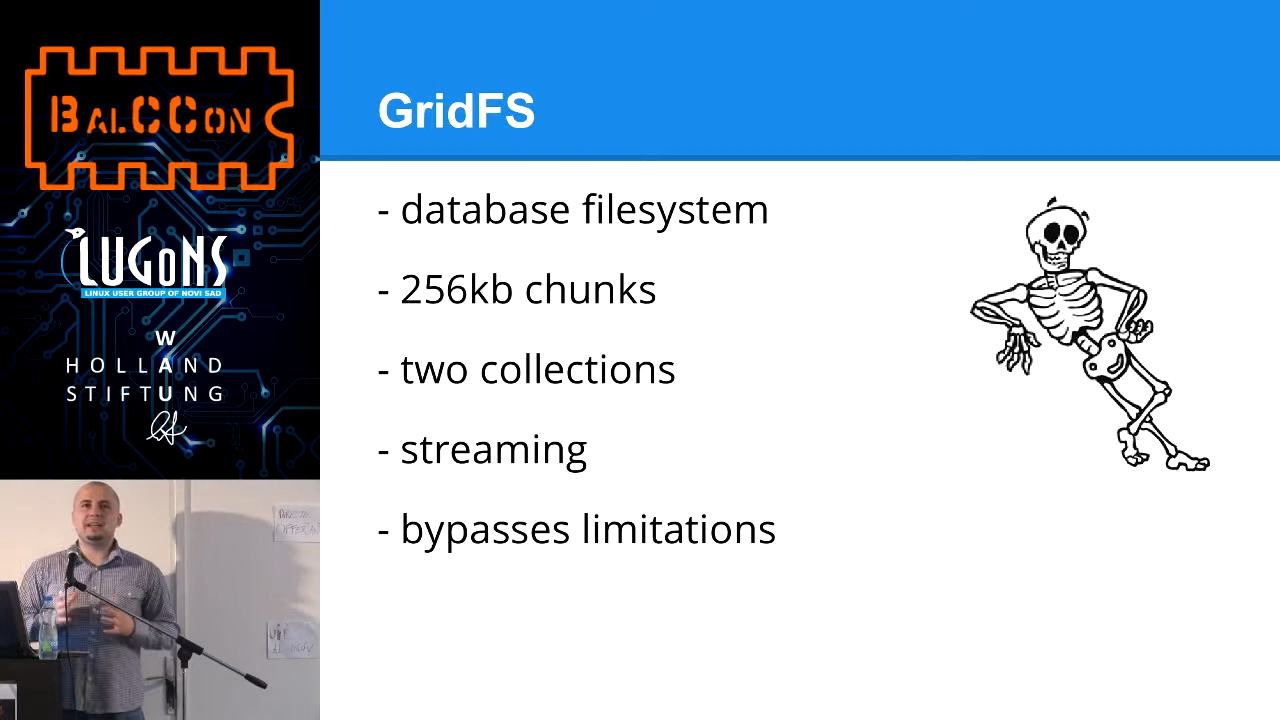 BALCCON
LUGONS
LINUX USER GROUP OF NOVI SAD
W
HOLLAND
STIFTUNG
GridFS
- database filesystem
- 256kb chunks
- two collections
- streaming
- bypasses limitations